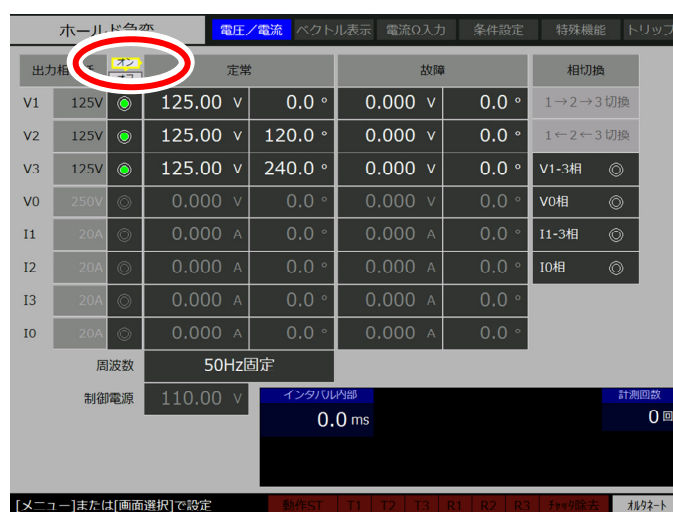 ホールド急変 電圧/電流 ベクトル表示 電流Ω入力 条件設定 特殊機能 トリップ
出力相 オン 定常 故障 相切換
オフ
V1 125V 125.00 V 0.0 ° 0.000 V 0.0 ° 1→2→3切換
V2 125V 125.00 V 120.0 ° 0.000 V 0.0 ° 1←2←3切換
V3 125V 125.00 V 240.0 ° 0.000 V 0.0 ° V1-3相
V0 250V 0.000 V 0.0 ° 0.000 V 0.0 ° V0相
I1 20A 0.000 A 0.0 ° 0.000 A 0.0 ° I1-3相
I2 20A 0.000 A 0.0 ° 0.000 A 0.0 ° I0相
I3 20A 0.000 A 0.0 ° 0.000 A 0.0 °
I0 20A 0.000 A 0.0 ° 0.000 A 0.0 °
周波数 50Hz固定
制御電源 110.00 V インタバル内部 計測回数
0.0 ms 0回
[メニュー]または[画面選択]で設定 動作ST T1 T2 T3 R1 R2 R3 ﾁｬｯﾀ除去 ｵﾙﾀﾈｰﾄ